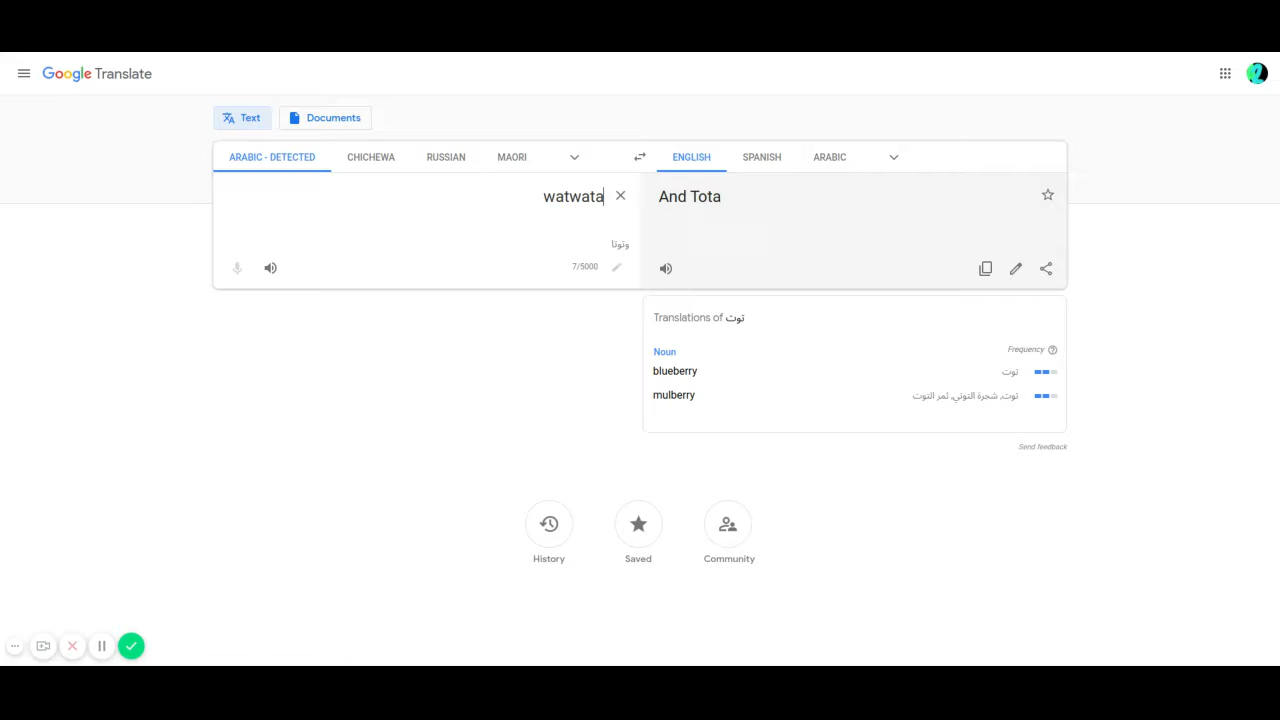 Google Translate
Text
Documents
ARABIC - DETECTED CHICHEWA RUSSIAN MAORI
ENGLISH SPANISH ARABIC
watwata
And Tota
وتوتا
7/5000
Translations of توت
Noun
Frequency
blueberry
توت
mulberry
توت, شجرة التوتي, ثمر التوت
Send feedback
History
Saved
Community